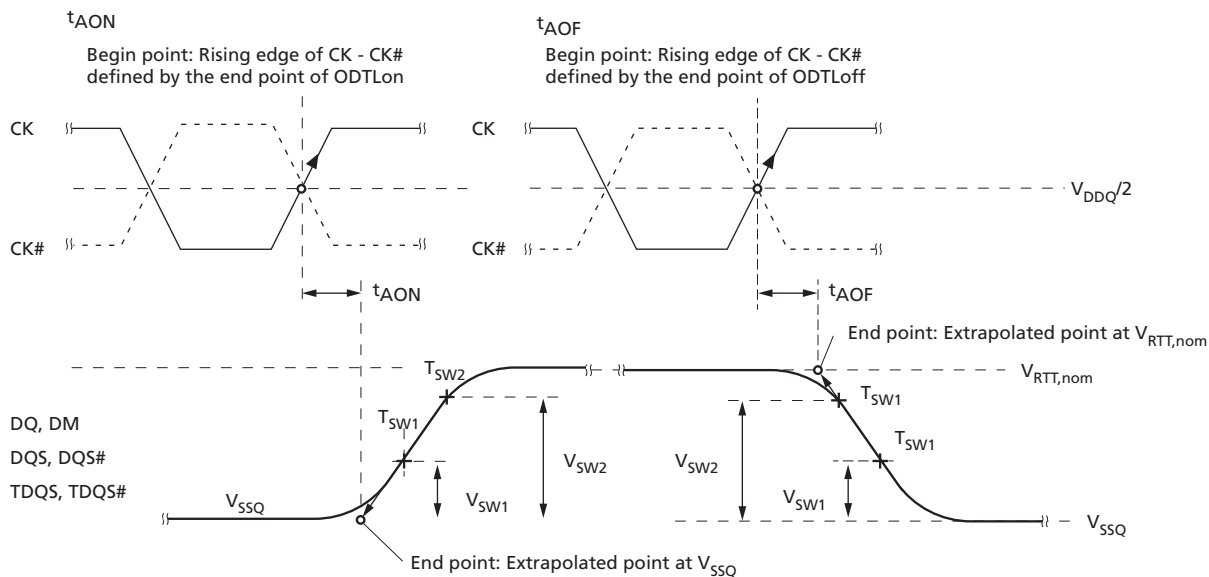 tAON
Begin point: Rising edge of CK - CK#
defined by the end point of ODTLon
tAOF
Begin point: Rising edge of CK - CK#
defined by the end point of ODTLoff
CK
CK
VDDQ/2
CK#
CK#
tAON
tAOF
End point: Extrapolated point at VRTT,nom
TSW2
VRTT,nom
TSW1
TSW1
DQ, DM
DQS, DQS#
TDQS, TDQS#
TSW1
VSW2
VSW2
VSW1
VSW1
VSSQ
VSSQ
End point: Extrapolated point at VSSQ